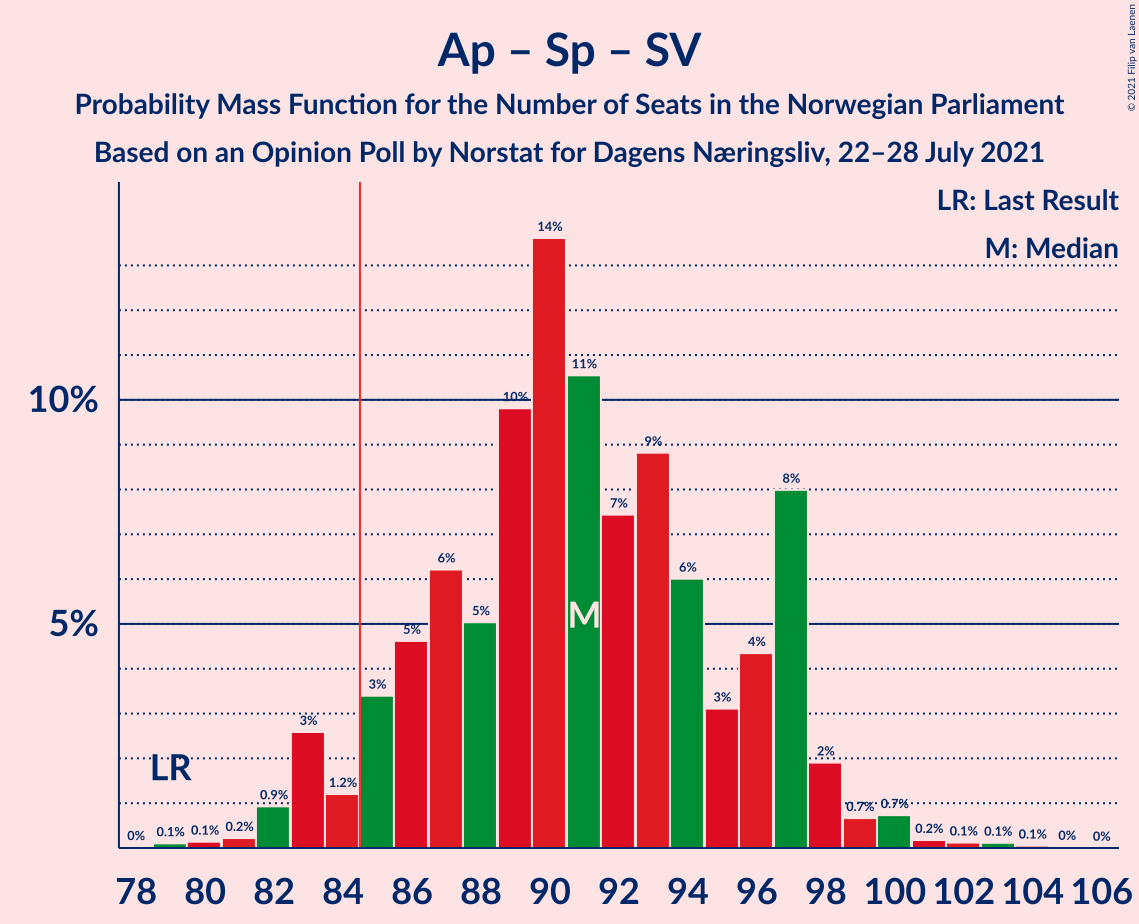 Ap – Sp – SV
Probability Mass Function for the Number of Seats in the Norwegian Parliament
Based on an Opinion Poll by Norstat for Dagens Næringsliv, 22–28 July 2021
© 2021 Filip van Laenen
LR: Last Result
M: Median
10%
5%
LR
M
0% 0.1% 0.1% 0.2% 0.9% 3% 1.2% 3% 5% 6% 5% 10% 14% 11% 7% 9% 6% 3% 4% 8% 2% 0.7% 0.7% 0.2% 0.1% 0.1% 0.1% 0% 0%
78 80 82 84 86 88 90 92 94 96 98 100 102 104 106